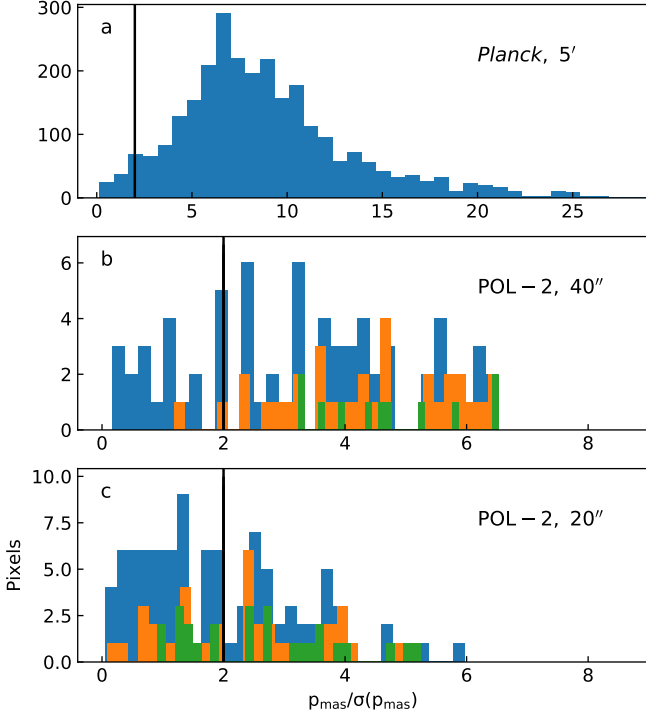 300
200
100
0
a
Planck, 5′
0 5 10 15 20 25
6
4
2
0
b
POL − 2, 40″
0 2 4 6 8
10.0
7.5
5.0
2.5
0.0
Pixels
c
POL − 2, 20″
0 2 4 6 8
p_mas/σ(p_mas)